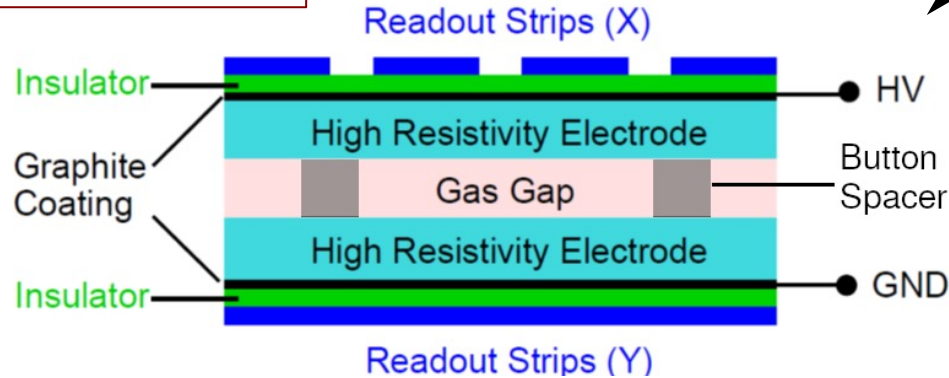 Readout Strips (X)
Insulator
HV
High Resistivity Electrode
Graphite
Coating
Button
Spacer
Gas Gap
High Resistivity Electrode
Insulator
GND
Readout Strips (Y)